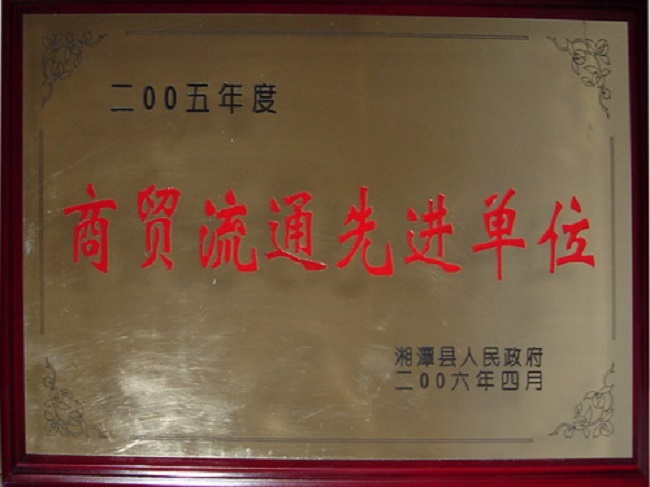 二00五年度
商贸流通先进单位
湘潭县人民政府
二00六年四月